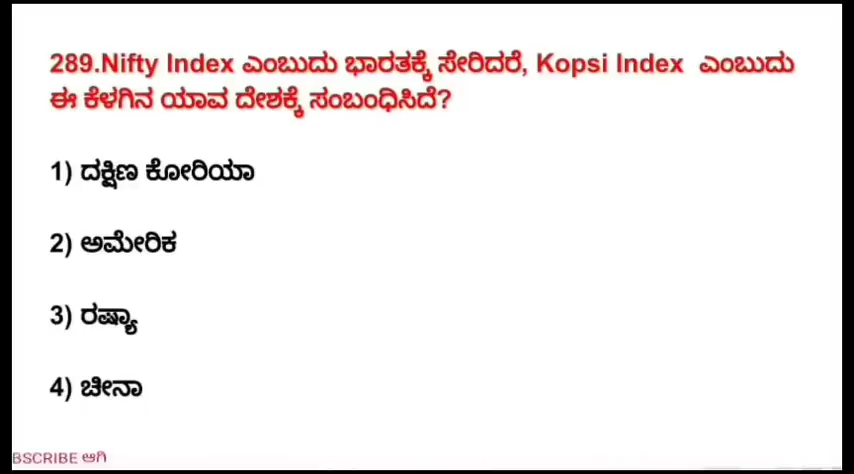 289.Nifty Index ಎಂಬುದು ಭಾರತಕ್ಕೆ ಸೇರಿದರೆ, Kopsi Index ಎಂಬುದು
ಈ ಕೆಳಗಿನ ಯಾವ ದೇಶಕ್ಕೆ ಸಂಬಂಧಿಸಿದೆ?
1) ದಕ್ಷಿಣ ಕೋರಿಯಾ
2) ಅಮೇರಿಕ
3) ರಷ್ಯಾ
4) ಚೀನಾ
BSCRIBE ಆಗಿ